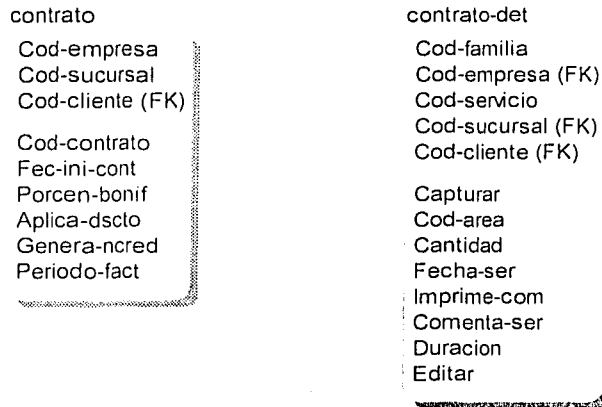 contrato
Cod-empresa
Cod-sucursal
Cod-cliente (FK)
Cod-contrato
Fec-ini-cont
Porcen-bonif
Aplica-dscto
Genera-ncred
Periodo-fact
contrato-det
Cod-familia
Cod-empresa (FK)
Cod-servicio
Cod-sucursal (FK)
Cod-cliente (FK)
Capturar
Cod-area
Cantidad
Fecha-ser
Imprime-com
Comenta-ser
Duracion
Editar